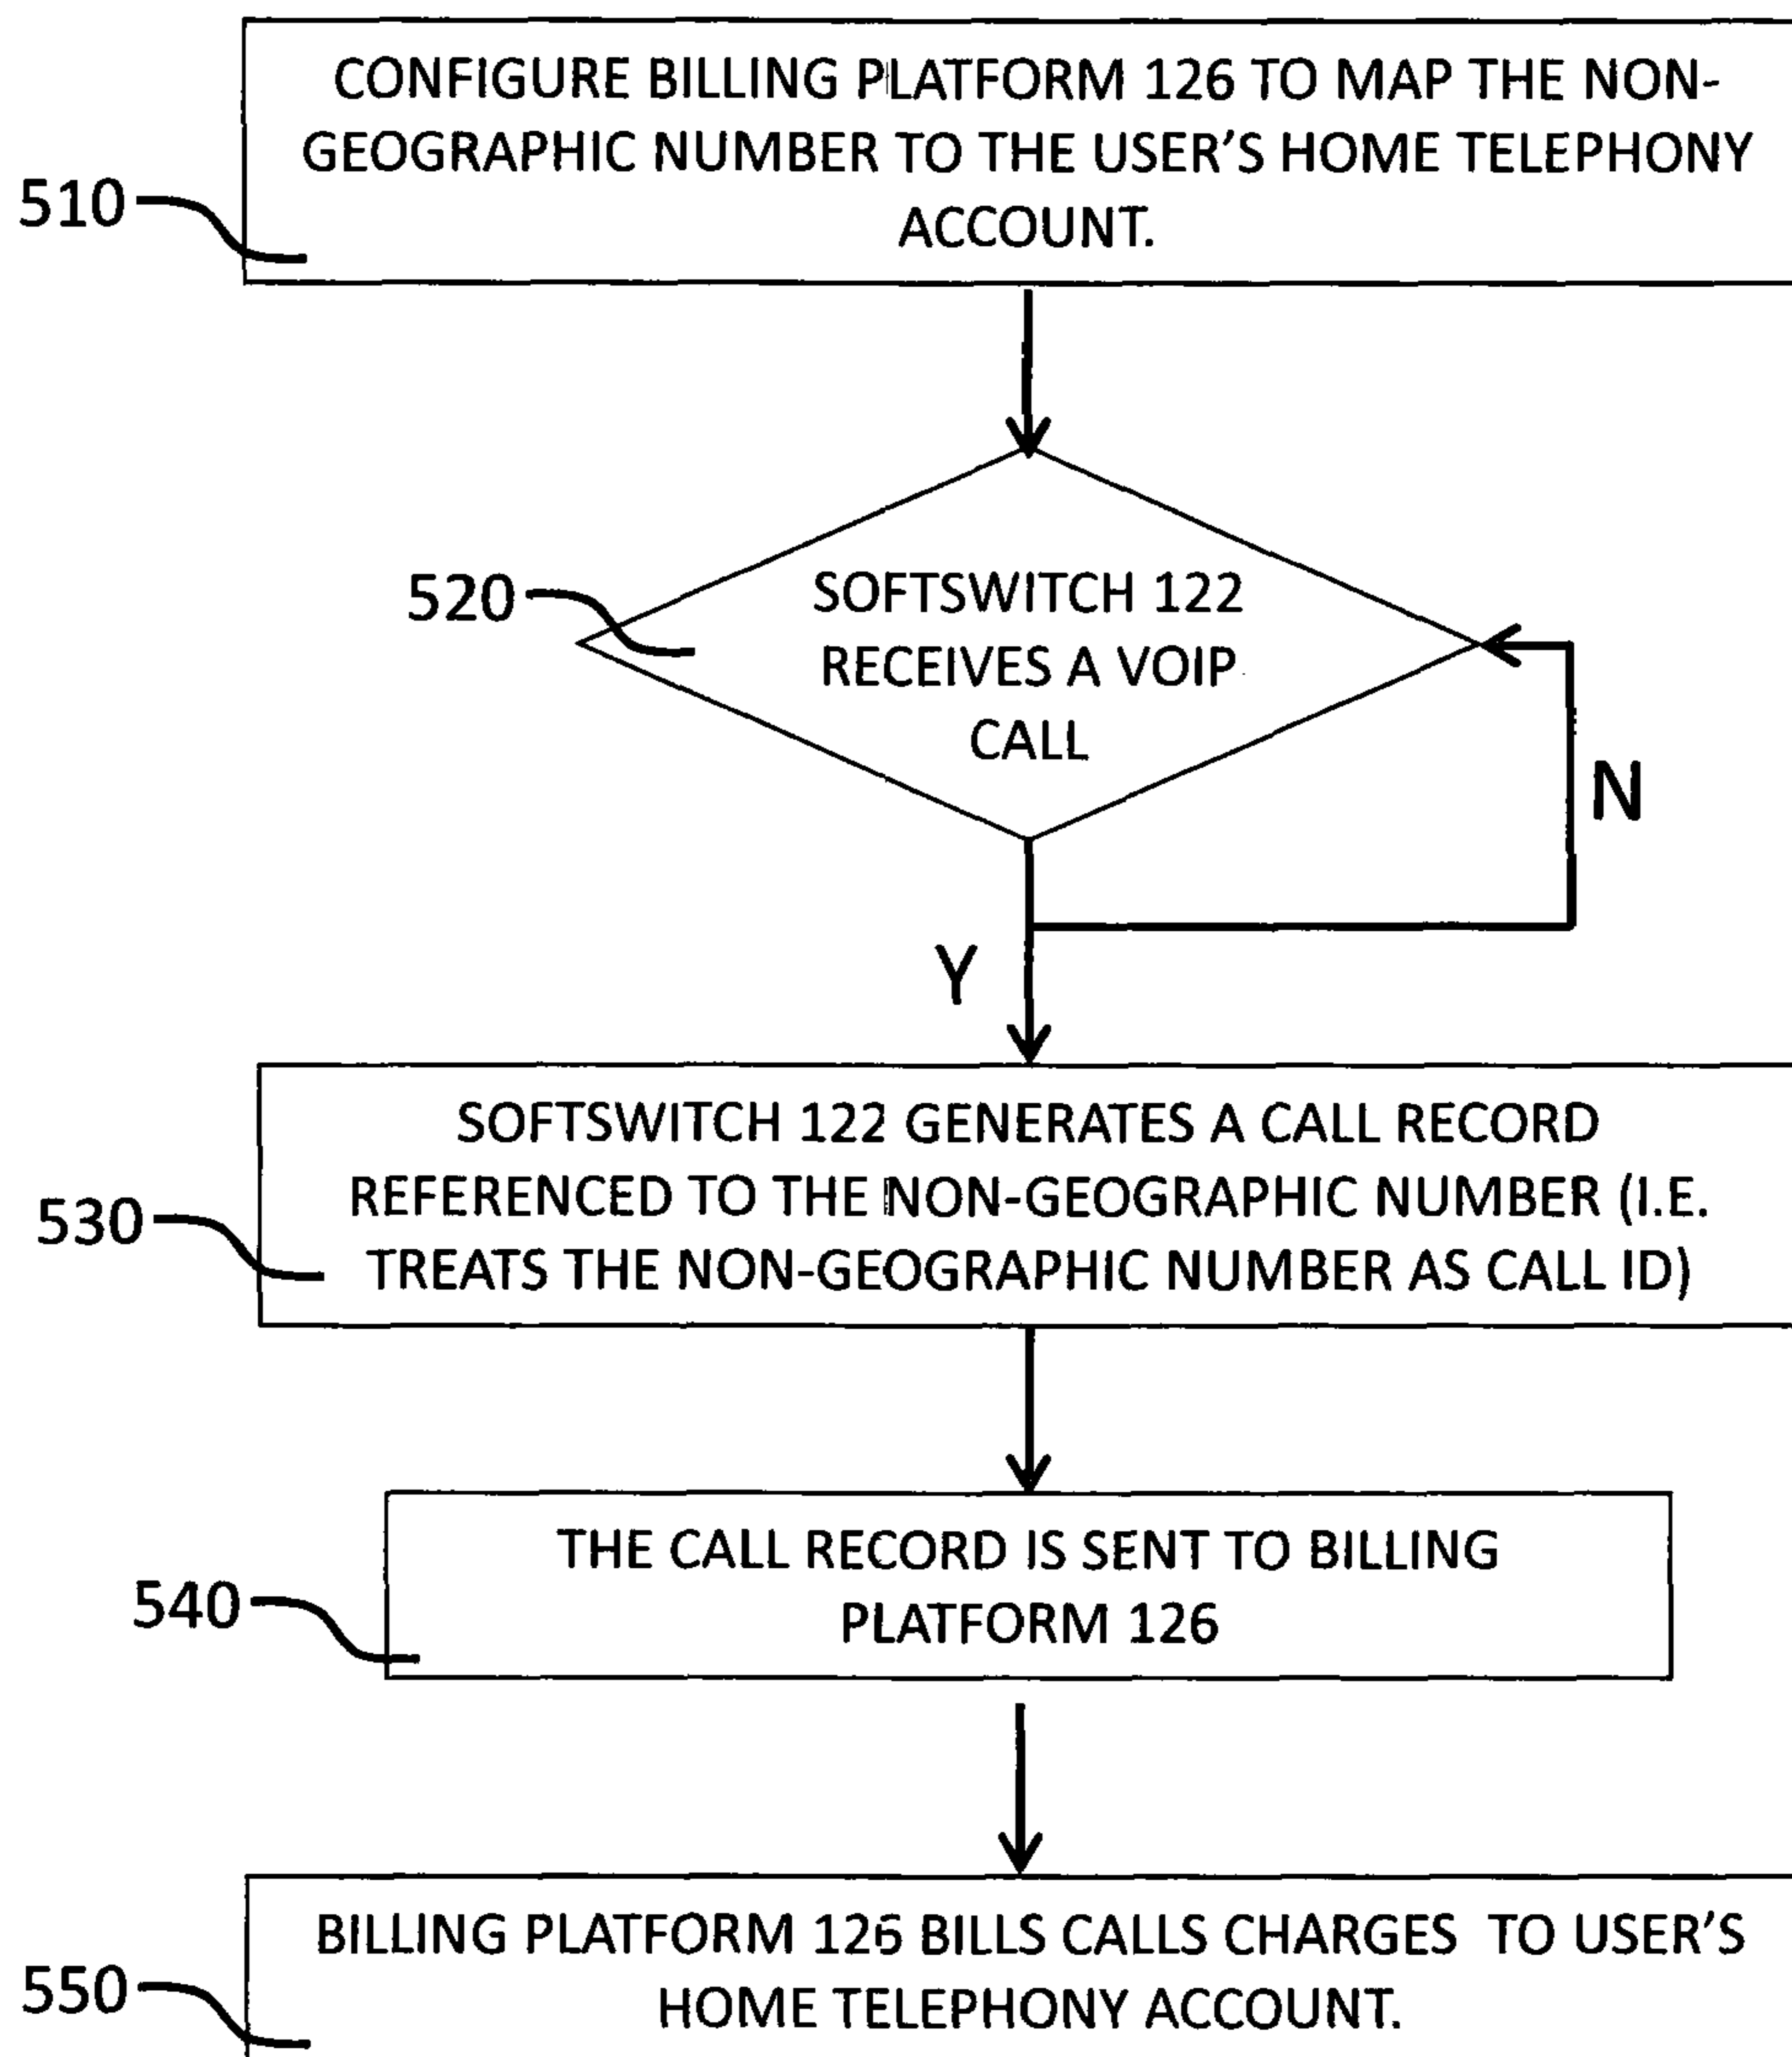 CONFIGURE BILLING PLATFORM 126 TO MAP THE NON-
GEOGRAPHIC NUMBER TO THE USER'S HOME TELEPHONY
ACCOUNT.
510
520
SOFTSWITCH 122
RECEIVES A VOIP
CALL
N
Y
SOFTSWITCH 122 GENERATES A CALL RECORD
REFERENCED TO THE NON-GEOGRAPHIC NUMBER (I.E.
TREATS THE NON-GEOGRAPHIC NUMBER AS CALL ID)
530
THE CALL RECORD IS SENT TO BILLING
PLATFORM 126
540
BILLING PLATFORM 126 BILLS CALLS CHARGES TO USER'S
HOME TELEPHONY ACCOUNT.
550